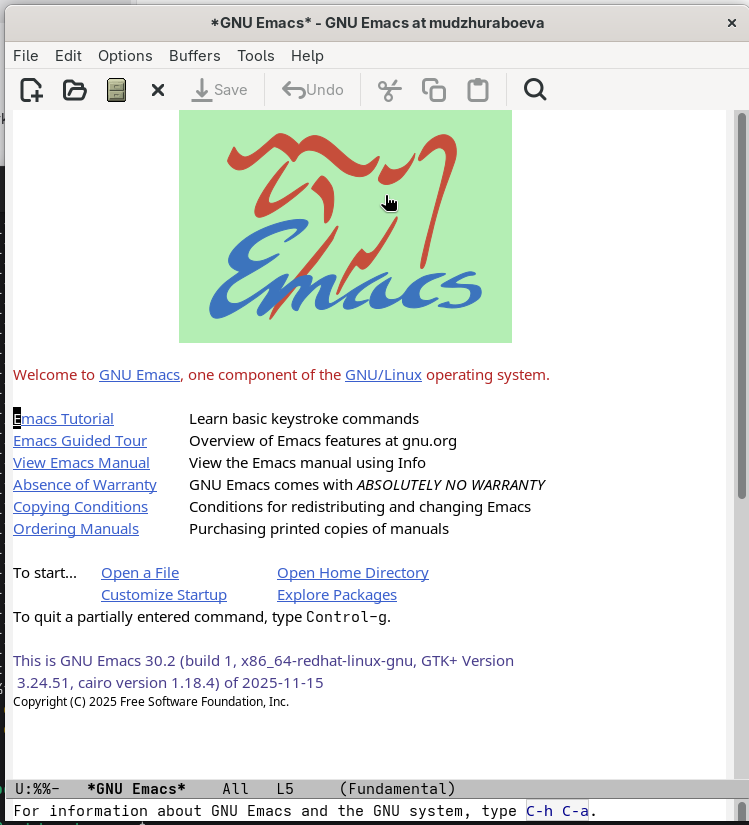 *GNU Emacs* - GNU Emacs at mudzhuraboeva
File Edit Options Buffers Tools Help
Save Undo
Emacs
Welcome to GNU Emacs, one component of the GNU/Linux operating system.
Emacs Tutorial Learn basic keystroke commands
Emacs Guided Tour Overview of Emacs features at gnu.org
View Emacs Manual View the Emacs manual using Info
Absence of Warranty GNU Emacs comes with ABSOLUTELY NO WARRANTY
Copying Conditions Conditions for redistributing and changing Emacs
Ordering Manuals Purchasing printed copies of manuals
To start... Open a File Open Home Directory
Customize Startup Explore Packages
To quit a partially entered command, type Control-g.
This is GNU Emacs 30.2 (build 1, x86_64-redhat-linux-gnu, GTK+ Version
3.24.51, cairo version 1.18.4) of 2025-11-15
Copyright (C) 2025 Free Software Foundation, Inc.
U:%%- *GNU Emacs* All L5 (Fundamental)
For information about GNU Emacs and the GNU system, type C-h C-a.